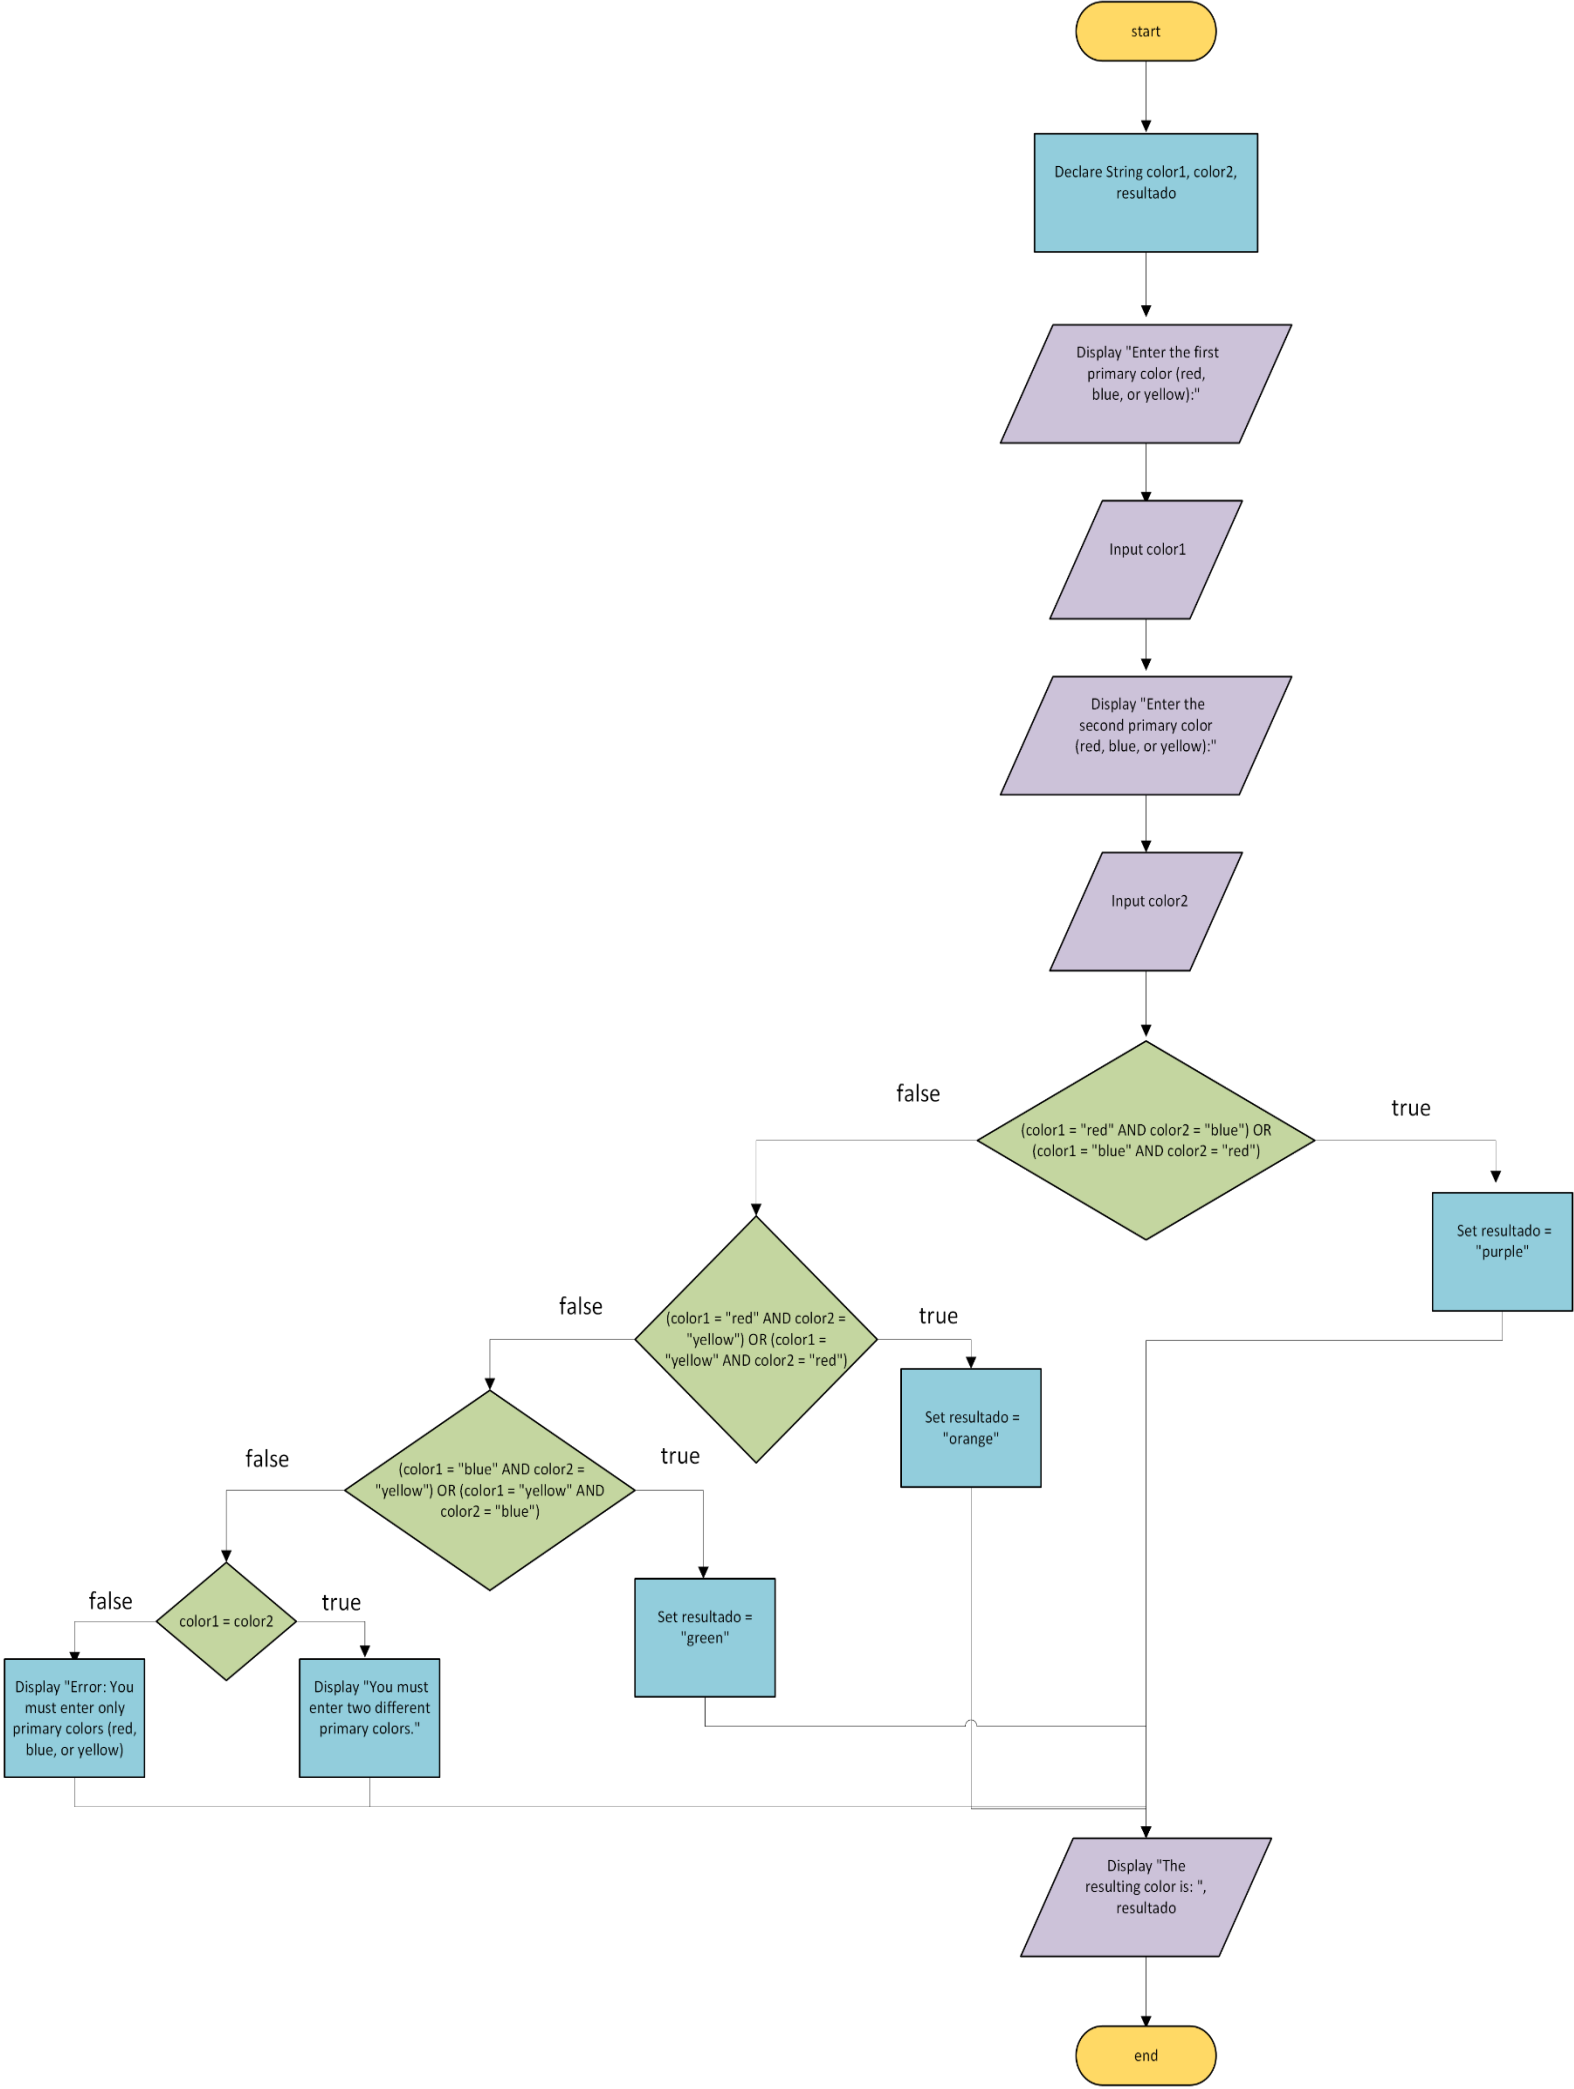 start
Declare String color1, color2,
resultado
Display "Enter the first
primary color (red,
blue, or yellow):"
Input color1
Display "Enter the
second primary color
(red, blue, or yellow):"
Input color2
false
true
(color1 = "red" AND color2 = "blue") OR
(color1 = "blue" AND color2 = "red")
Set resultado =
"purple"
false
true
(color1 = "red" AND color2 =
"yellow") OR (color1 =
"yellow" AND color2 = "red")
Set resultado =
"orange"
false
true
(color1 = "blue" AND color2 =
"yellow") OR (color1 = "yellow" AND
color2 = "blue")
Set resultado =
"green"
false
true
color1 = color2
Display "Error: You
must enter only
primary colors (red,
blue, or yellow)
Display "You must
enter two different
primary colors."
Display "The
resulting color is: ",
resultado
end